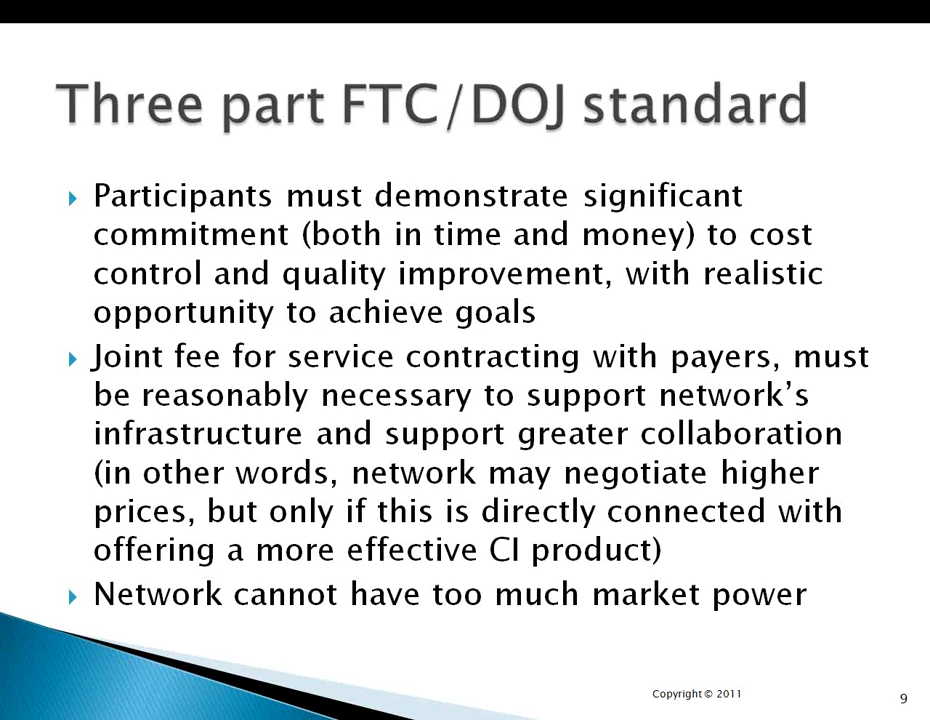 Three part FTC/DOJ standard
Participants must demonstrate significant
commitment (both in time and money) to cost
control and quality improvement, with realistic
opportunity to achieve goals
Joint fee for service contracting with payers, must
be reasonably necessary to support network’s
infrastructure and support greater collaboration
(in other words, network may negotiate higher
prices, but only if this is directly connected with
offering a more effective CI product)
Network cannot have too much market power
Copyright © 2011
9